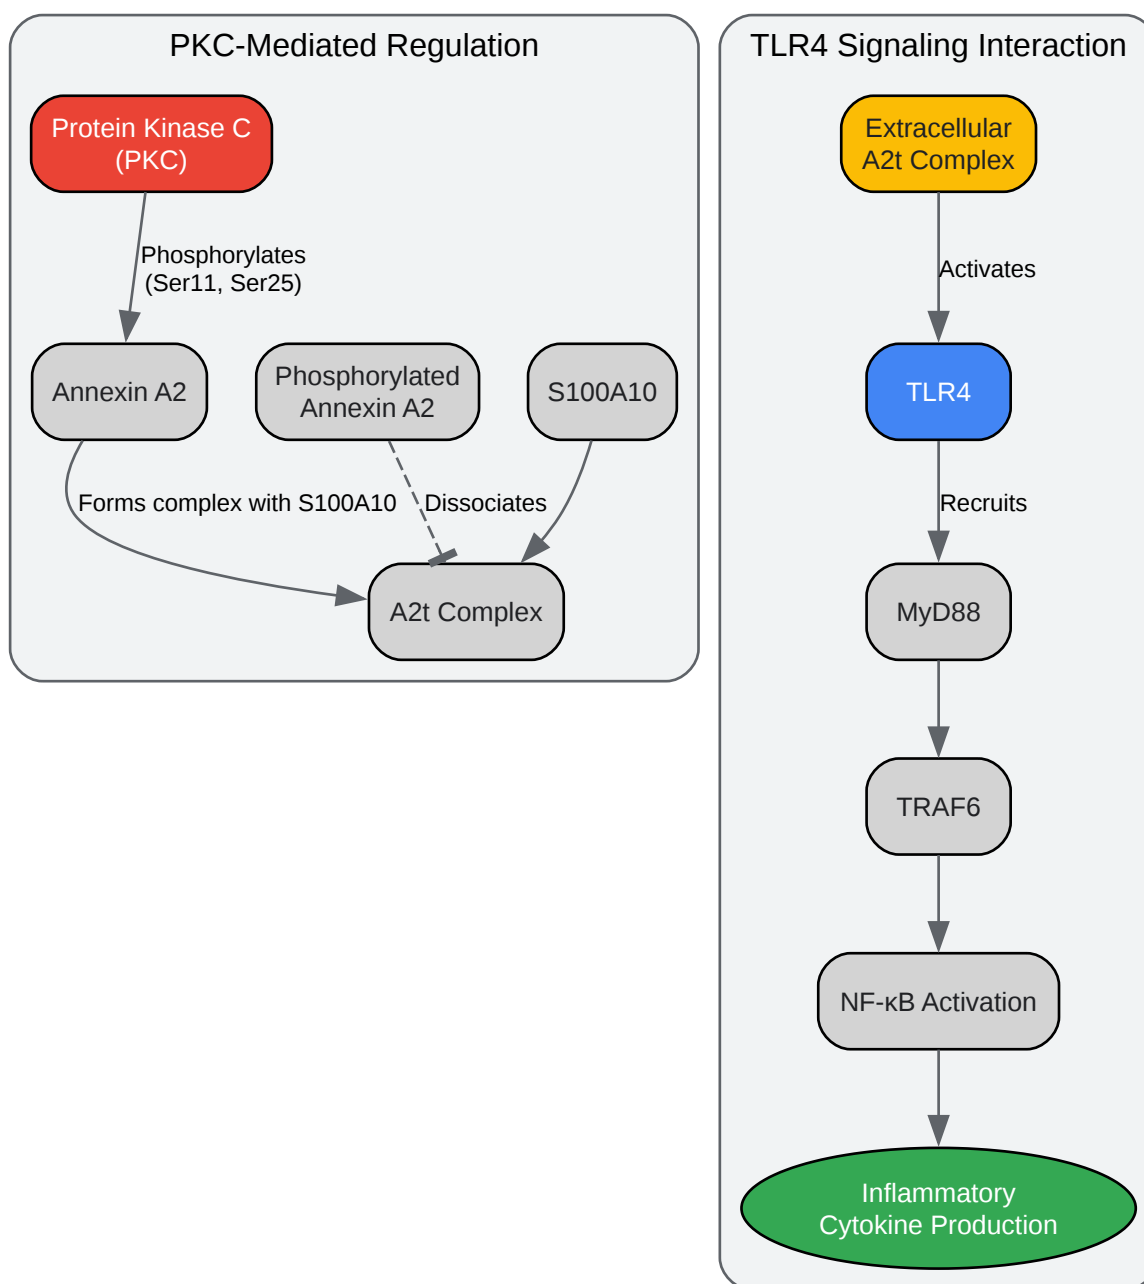 PKC-Mediated Regulation
Protein Kinase C
(PKC)
Phosphorylates
(Ser11, Ser25)
Annexin A2
Phosphorylated
Annexin A2
S100A10
Forms complex with S100A10
Dissociates
A2t Complex
TLR4 Signaling Interaction
Extracellular
A2t Complex
Activates
TLR4
Recruits
MyD88
TRAF6
NF-κB Activation
Inflammatory
Cytokine Production